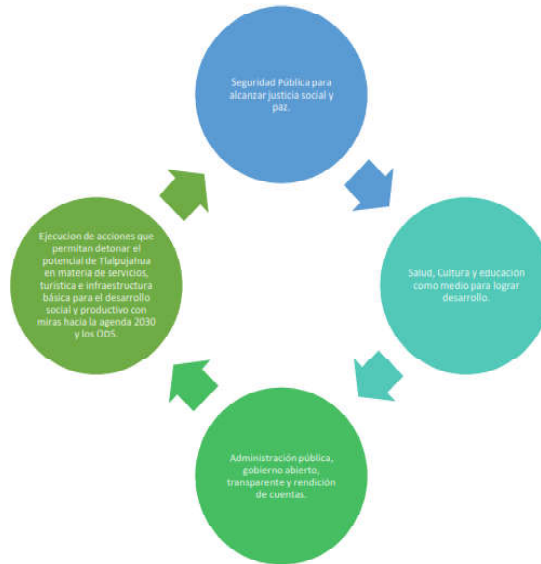 Seguridad Pública para
alcanzar justicia social y
paz.
Salud, Cultura y educación
como medio para lograr
desarrollo.
Administración pública,
gobierno abierto,
transparente y rendición
de cuentas.
Ejecucion de acciones que
permitan detonar el
potencial de Tlalpujahua
en materia de servicios,
turística e infraestructura
básica para el desarrollo
social y productivo con
miras hacia la agenda 2030
y los ODS.